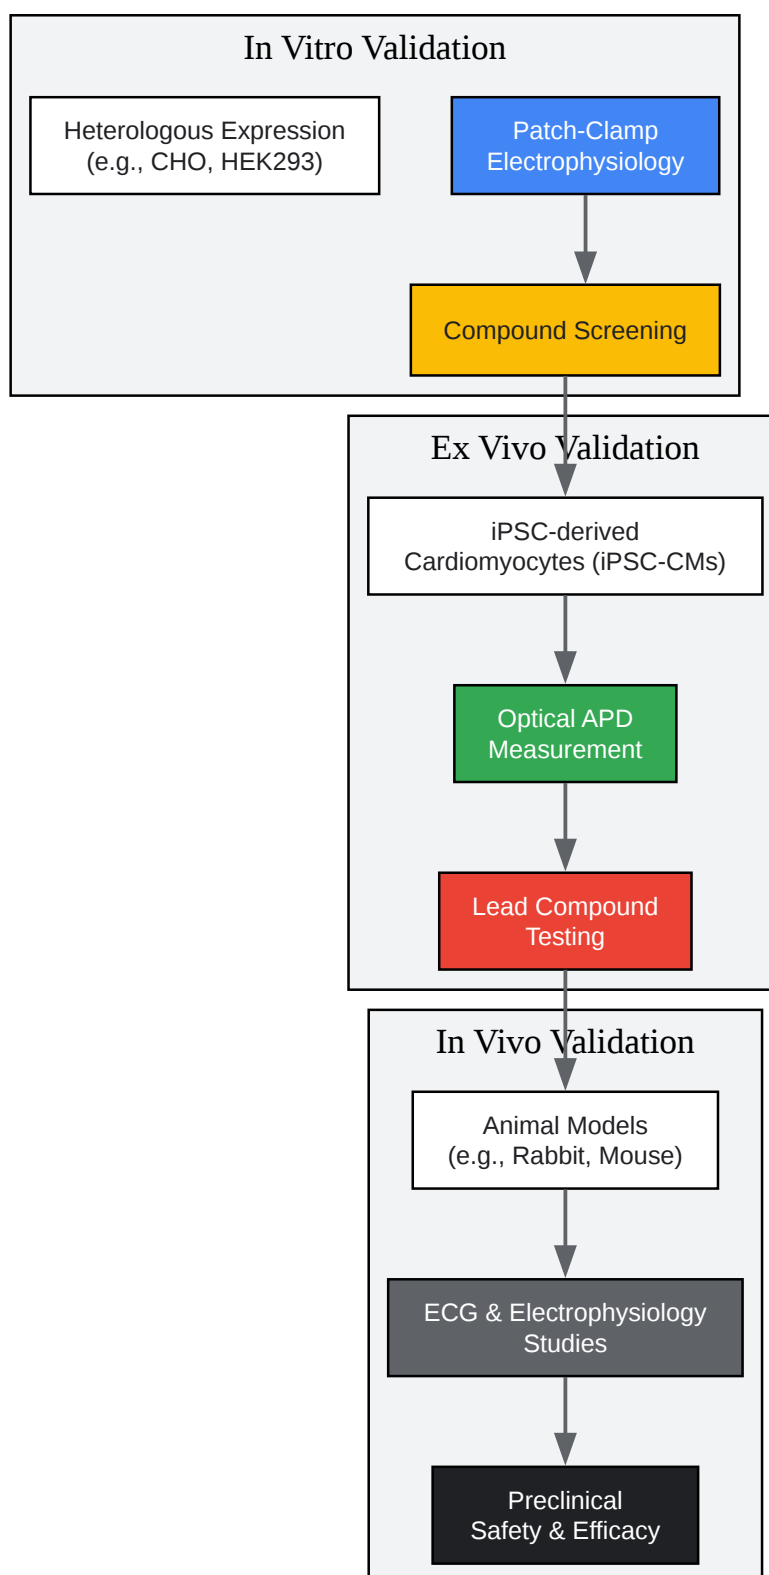 In Vitro Validation
Heterologous Expression
(e.g., CHO, HEK293)
Patch-Clamp
Electrophysiology
Compound Screening
Ex Vivo Validation
iPSC-derived
Cardiomyocytes (iPSC-CMs)
Optical APD
Measurement
Lead Compound
Testing
In Vivo Validation
Animal Models
(e.g., Rabbit, Mouse)
ECG & Electrophysiology
Studies
Preclinical
Safety & Efficacy